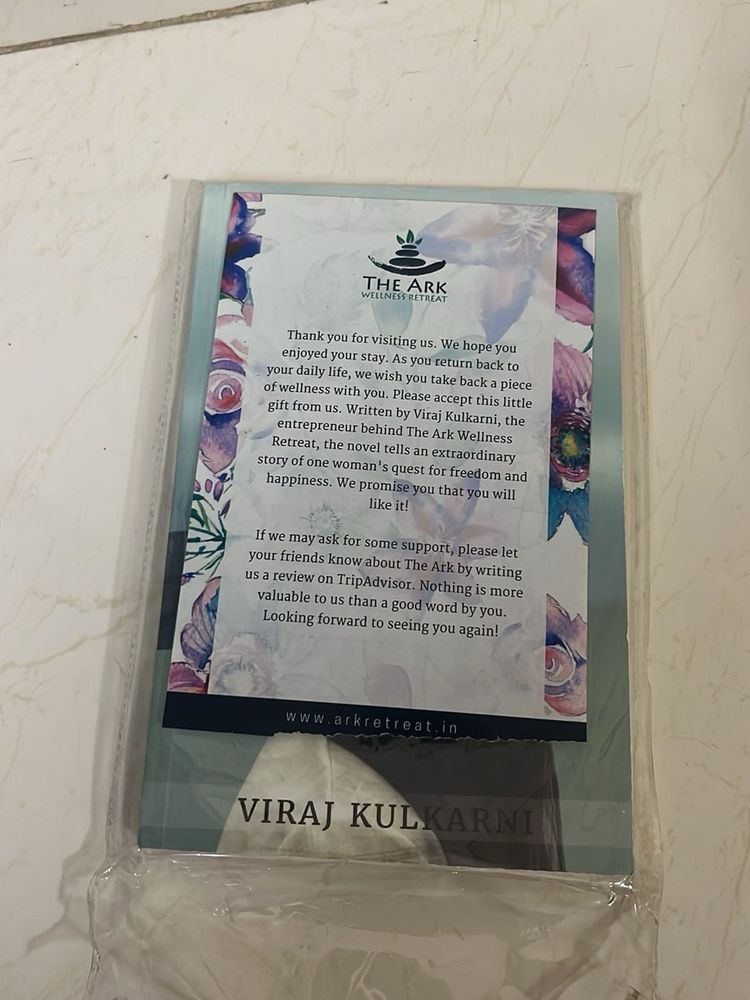 THE ARK
WELLNESS RETREAT
Thank you for visiting us. We hope you
enjoyed your stay. As you return back to
your daily life, we wish you take back a piece
of wellness with you. Please accept this little
gift from us. Written by Viraj Kulkarni, the
entrepreneur behind The Ark Wellness
Retreat, the novel tells an extraordinary
story of one woman's quest for freedom and
happiness. We promise you that you will
like it!
If we may ask for some support, please let
your friends know about The Ark by writing
us a review on TripAdvisor. Nothing is more
valuable to us than a good word by you.
Looking forward to seeing you again!
www.arkretreat.in
VIRAJ KULKARNI